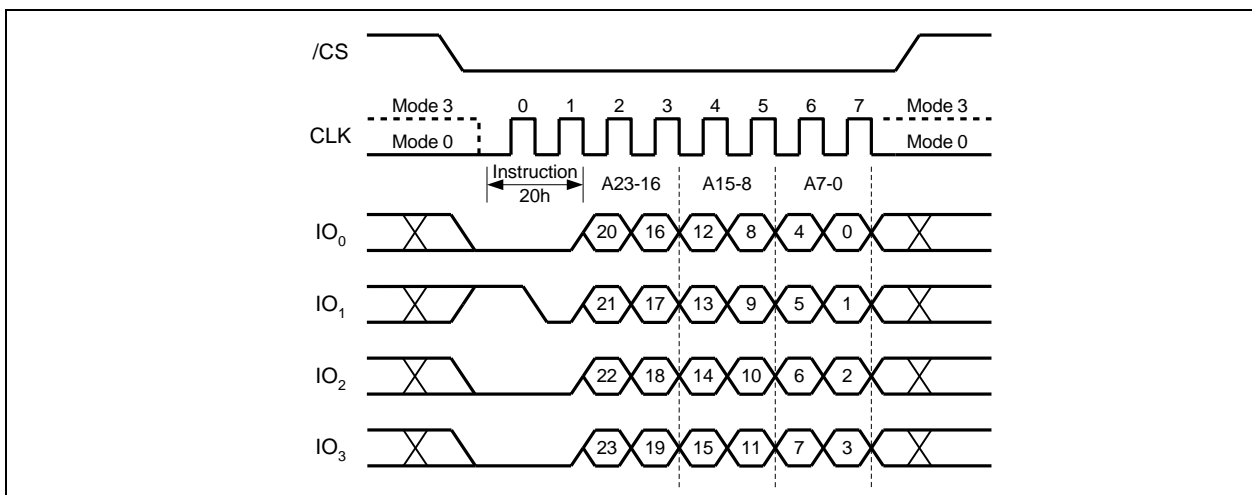 /CS
Mode 3 0 1 2 3 4 5 6 7 Mode 3
CLK
Mode 0 Mode 0
Instruction
20h
A23-16 A15-8 A7-0
IO0 20 16 12 8 4 0
IO1 21 17 13 9 5 1
IO2 22 18 14 10 6 2
IO3 23 19 15 11 7 3